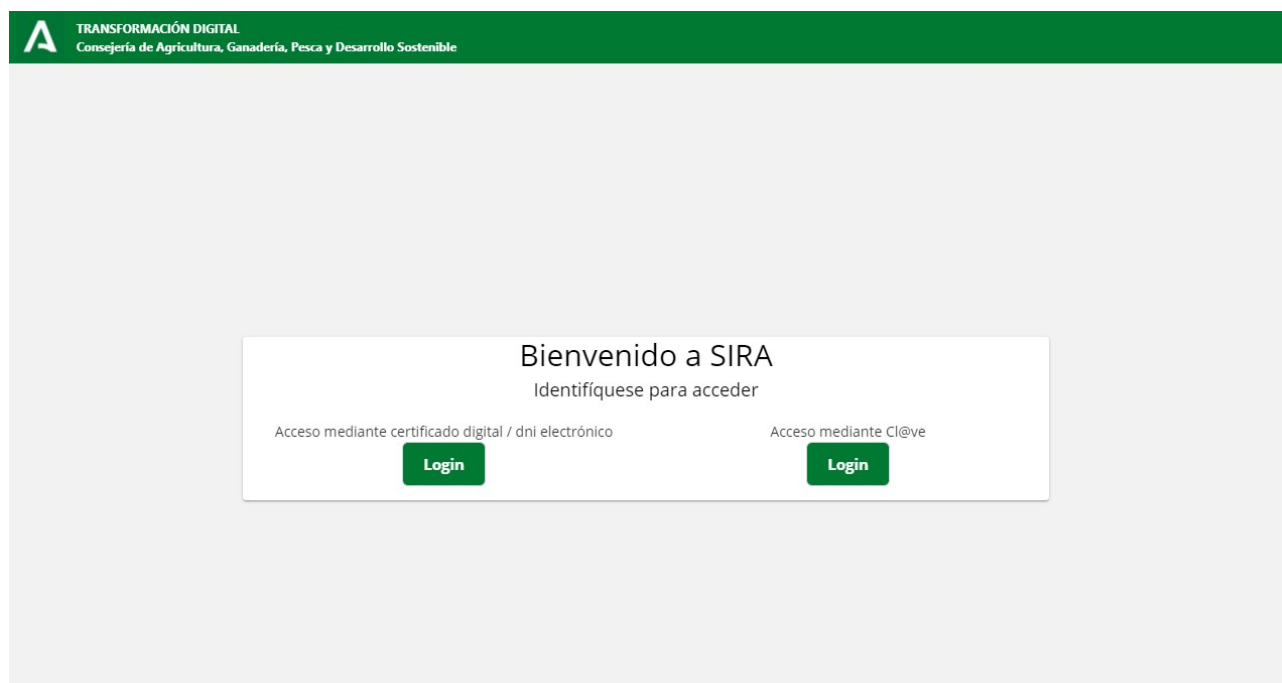 TRANSFORMACIÓN DIGITAL
Consejería de Agricultura, Ganadería, Pesca y Desarrollo Sostenible
Bienvenido a SIRA
Identifíquese para acceder
Acceso mediante certificado digital / dni electrónico
Login
Acceso mediante Cl@ve
Login